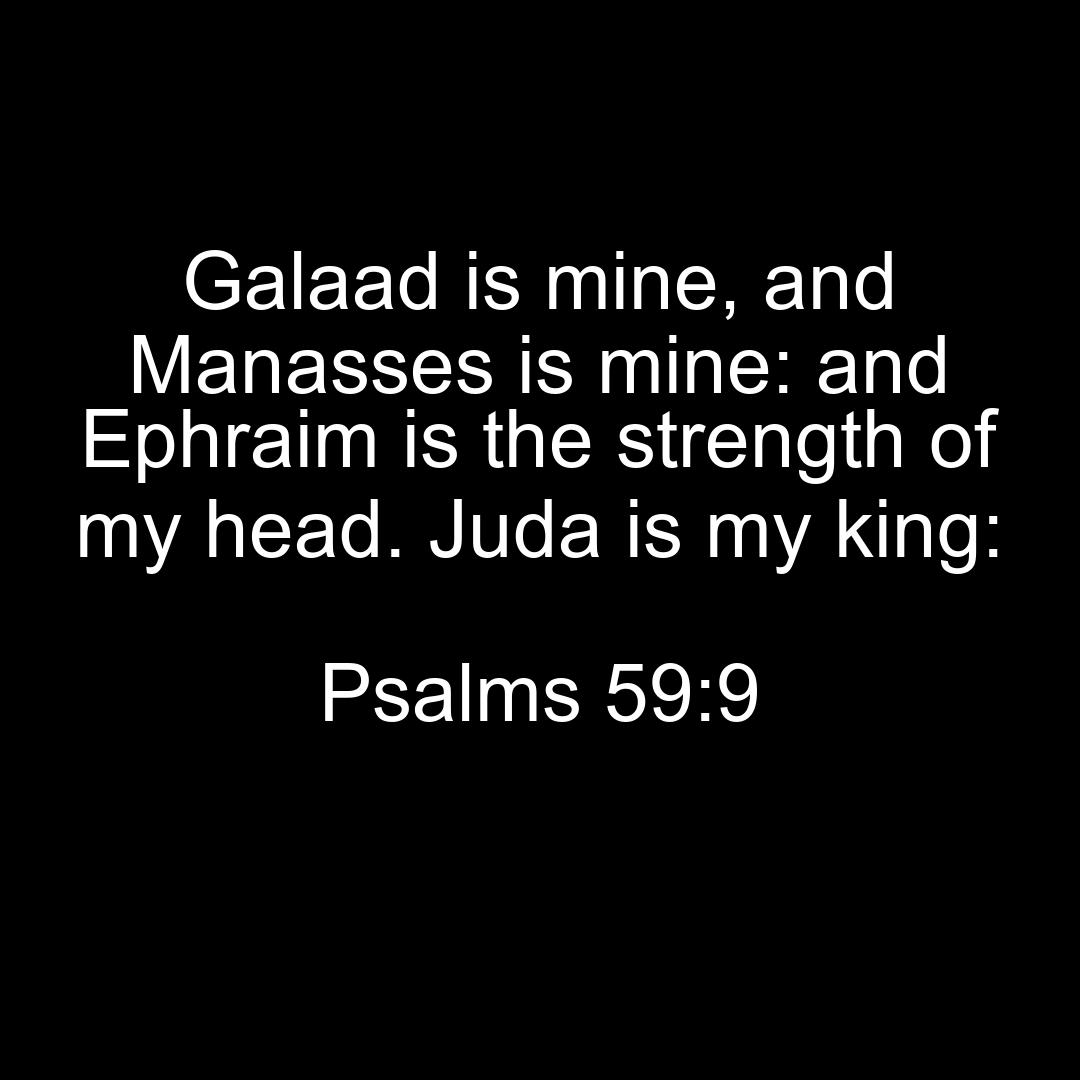 Galaad is mine, and
Manasses is mine: and
Ephraim is the strength of
my head. Juda is my king:
Psalms 59:9